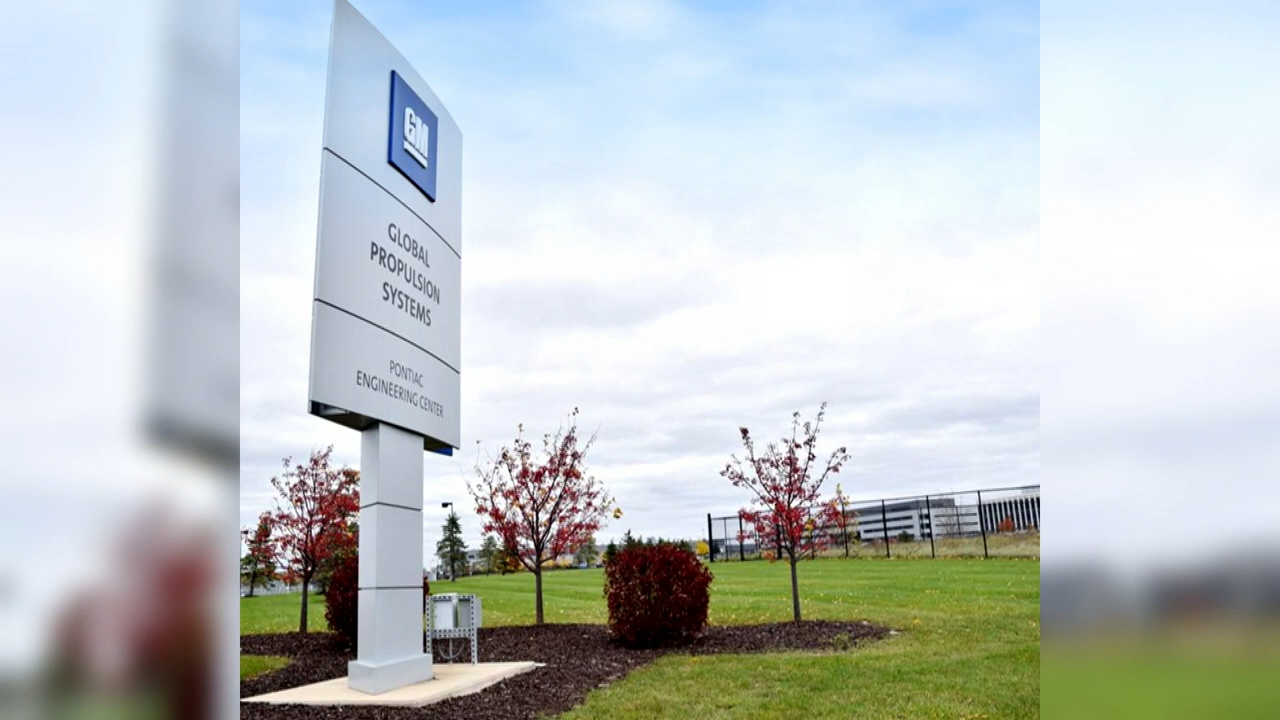 GM
GLOBAL
PROPULSION
SYSTEMS
PONTIAC
ENGINEERING CENTER